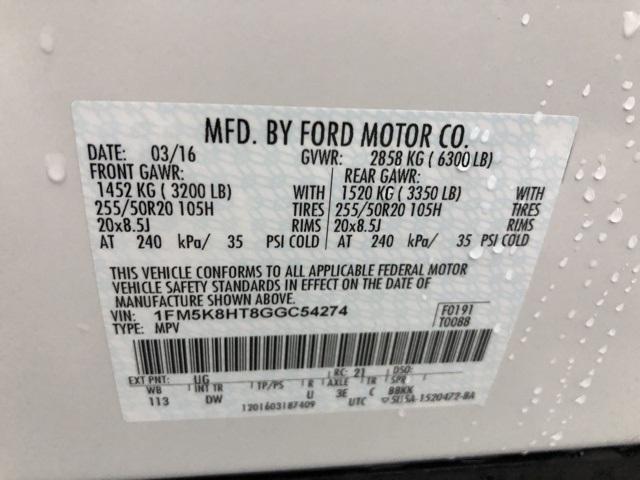 MFD. BY FORD MOTOR CO.
DATE: 03/16 GVWR: 2858 KG ( 6300 LB)
FRONT GAWR: REAR GAWR:
1452 KG ( 3200 LB) WITH 1520 KG ( 3350 LB) WITH
255/50R20 105H TIRES 255/50R20 105H TIRES
20x8.5J RIMS 20x8.5J RIMS
AT 240 kPa/ 35 PSI COLD AT 240 kPa/ 35 PSI COLD
THIS VEHICLE CONFORMS TO ALL APPLICABLE FEDERAL MOTOR
VEHICLE SAFETY STANDARDS IN EFFECT ON THE DATE OF
MANUFACTURE SHOWN ABOVE.
VIN: 1FM5K8HT8GGC54274 F0191
TYPE: MPV T0088
EXT PNT: UG RC: 21 DSO:
WB INT TR TP/PS R AXLE TR SPR
113 DW U 3E C BBKK
1201603187409 UTC 5U5A-1520472-BA